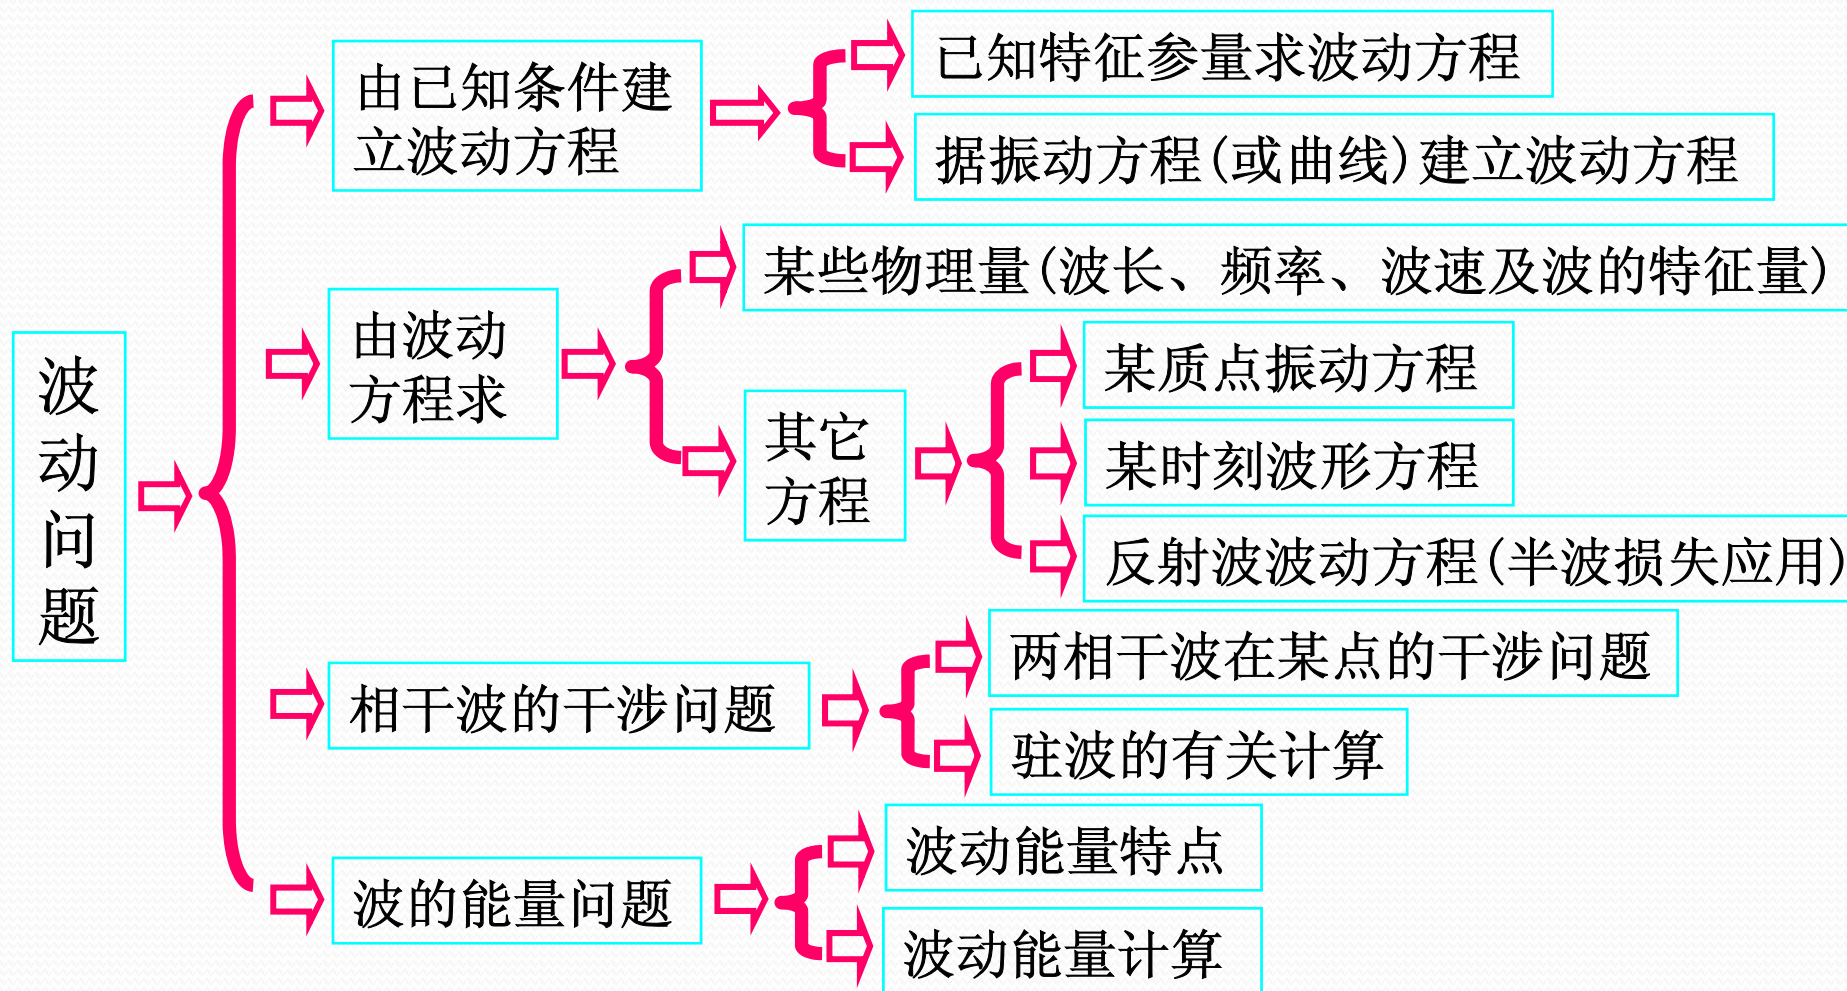 波动问题
由已知条件建
立波动方程
已知特征参量求波动方程
据振动方程(或曲线)建立波动方程
由波动
方程求
某些物理量(波长、频率、波速及波的特征量)
其它
方程
某质点振动方程
某时刻波形方程
反射波波动方程(半波损失应用)
相干波的干涉问题
两相干波在某点的干涉问题
驻波的有关计算
波的能量问题
波动能量特点
波动能量计算